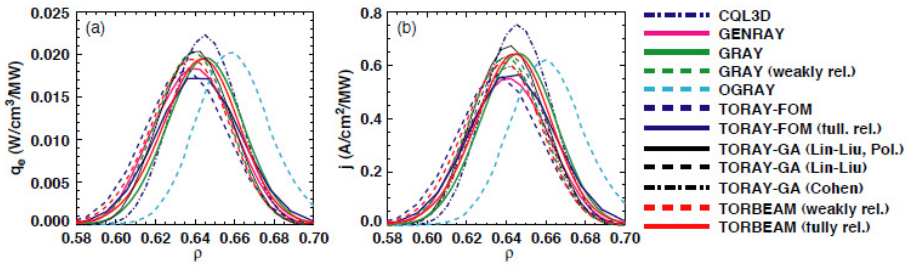 (a)
q_e (W/cm³/MW)
0.025
0.020
0.015
0.010
0.005
0.000
0.58 0.60 0.62 0.64 0.66 0.68 0.70
ρ
(b)
j (A/cm²/MW)
0.8
0.6
0.4
0.2
0.0
0.58 0.60 0.62 0.64 0.66 0.68 0.70
ρ
CQL3D
GENRAY
GRAY
GRAY (weakly rel.)
OGRAY
TORAY-FOM
TORAY-FOM (full. rel.)
TORAY-GA (Lin-Liu, Pol.)
TORAY-GA (Lin-Liu)
TORAY-GA (Cohen)
TORBEAM (weakly rel.)
TORBEAM (fully rel.)